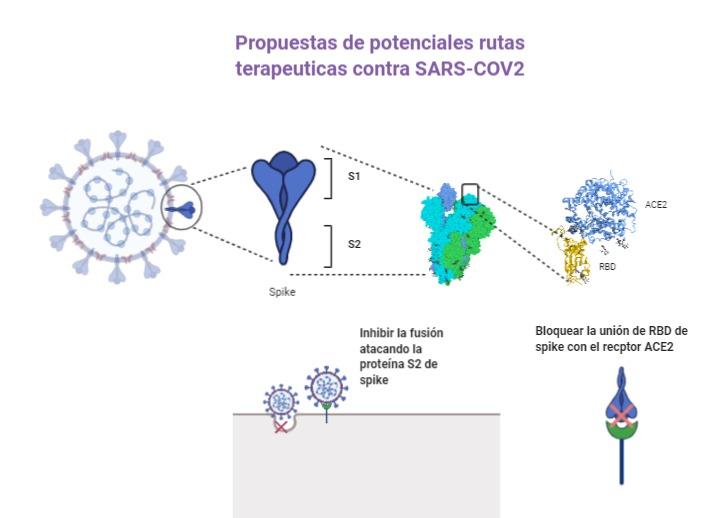 Propuestas de potenciales rutas
terapeuticas contra SARS-COV2
S1
S2
Spike
ACE2
RBD
Inhibir la fusión
atacando la
proteína S2 de
spike
Bloquear la unión de RBD de
spike con el recptor ACE2